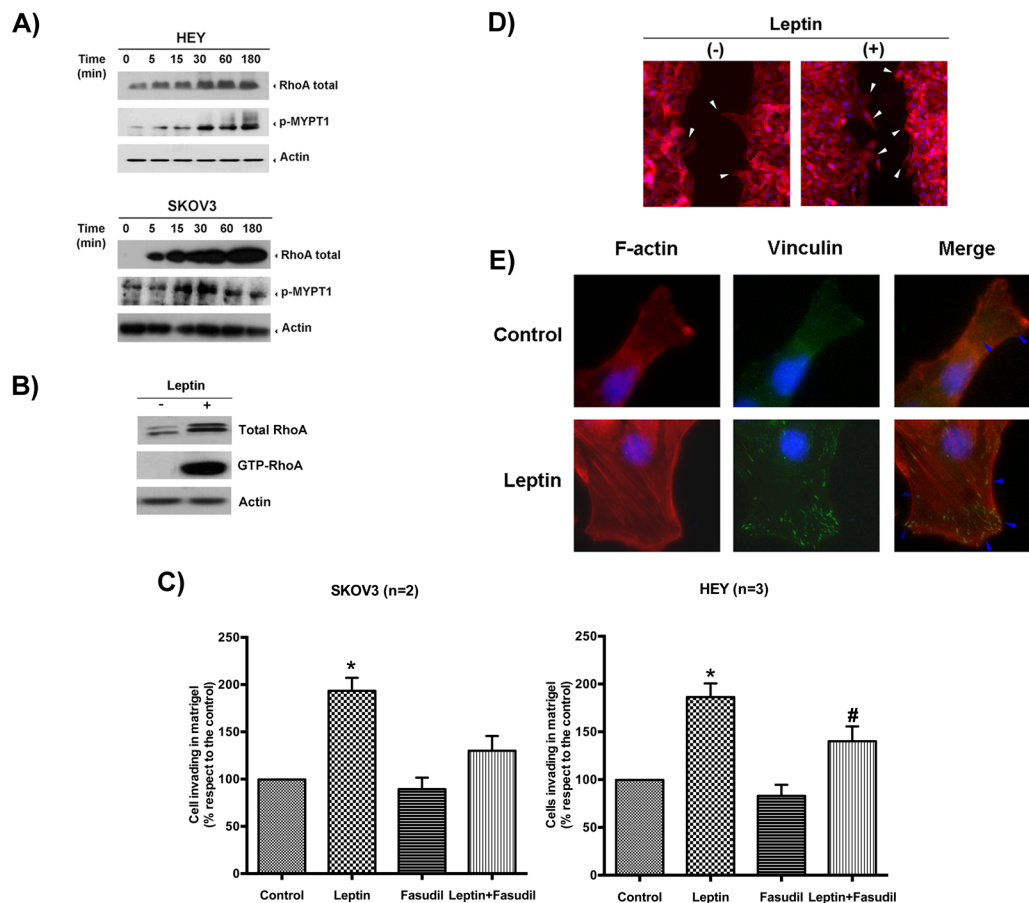 A)
HEY
Time (min) 0 5 15 30 60 180
RhoA total
p-MYPT1
Actin
SKOV3
Time (min) 0 5 15 30 60 180
RhoA total
p-MYPT1
Actin
B)
Leptin
- +
Total RhoA
GTP-RhoA
Actin
C)
SKOV3 (n=2)
Cell invading in matrigel
(% respect to the control)
250
200
150
100
50
0
*
Control Leptin Fasudil Leptin+Fasudil
HEY (n=3)
Cells invading in matrigel
(% respect to the control)
250
200
150
100
50
0
*
#
Control Leptin Fasudil Leptin+Fasudil
D)
Leptin
(-) (+)
E)
F-actin Vinculin Merge
Control
Leptin